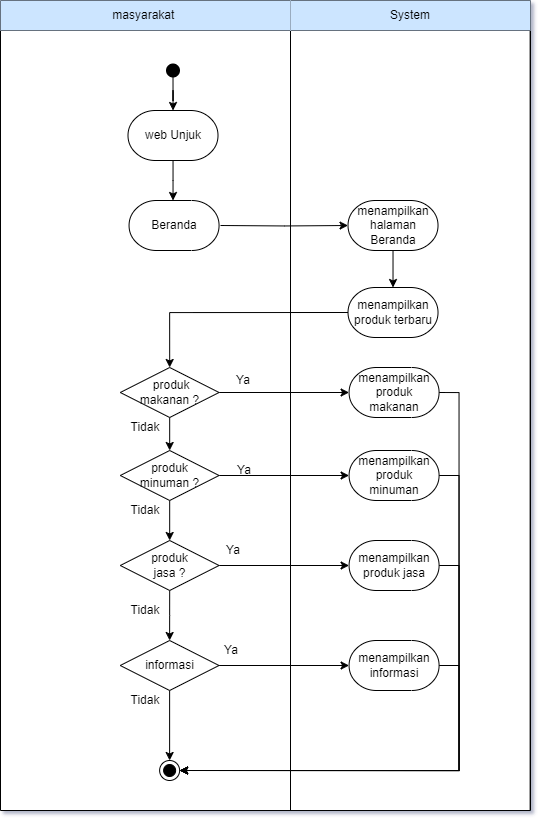 masyarakat
System
web Unjuk
Beranda
menampilkan
halaman
Beranda
menampilkan
produk terbaru
produk
makanan ?
Ya
menampilkan
produk
makanan
Tidak
produk
minuman ?
Ya
menampilkan
produk
minuman
Tidak
produk
jasa ?
Ya
menampilkan
produk jasa
Tidak
informasi
Ya
menampilkan
informasi
Tidak